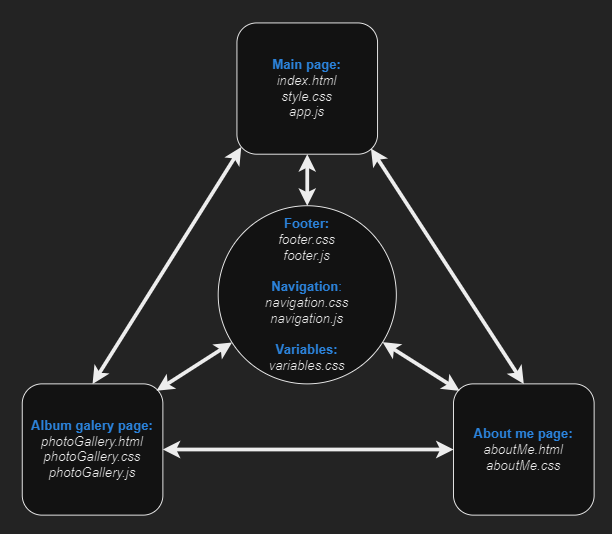 Main page:
index.html
style.css
app.js
Footer:
footer.css
footer.js
Navigation:
navigation.css
navigation.js
Variables:
variables.css
Album galery page:
photoGallery.html
photoGallery.css
photoGallery.js
About me page:
aboutMe.html
aboutMe.css